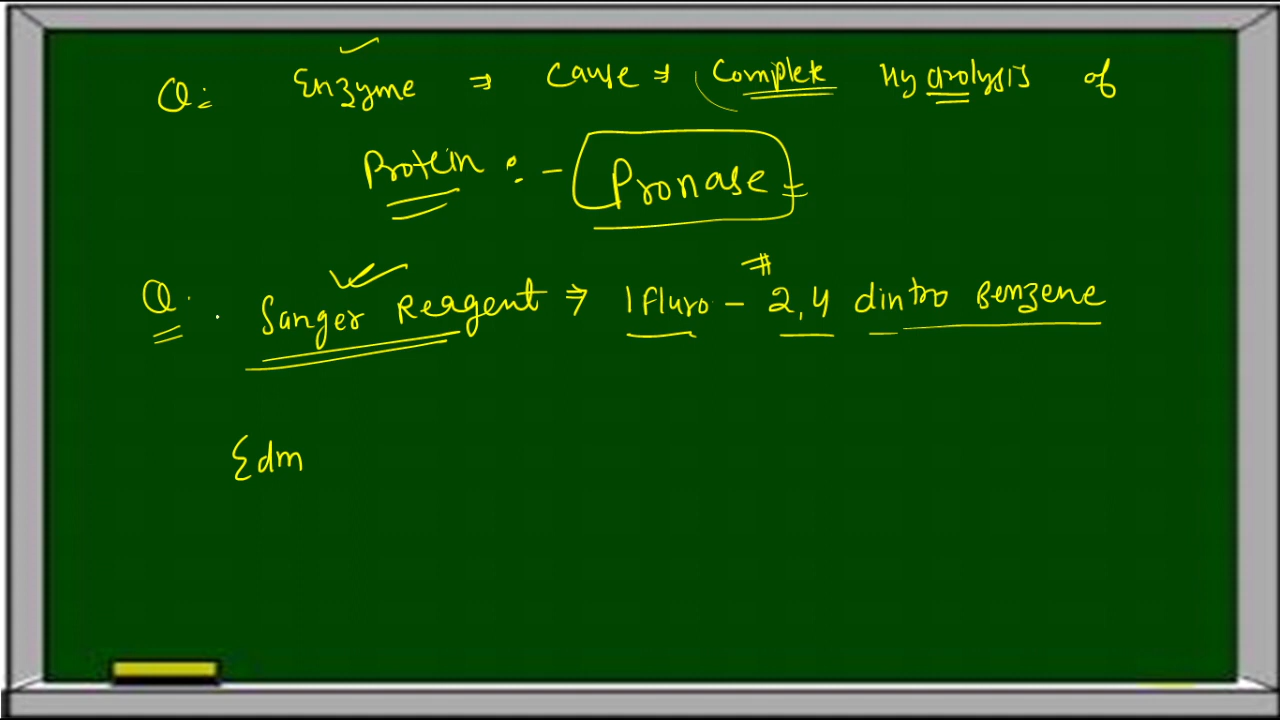 Q: Enzyme ⇒ Cause ⇒ Complete Hydrolysis of
Protein : - Pronase
Q. Sanger Reagent ⇒ 1 Fluro - 2,4 dintro Benzene
Edm